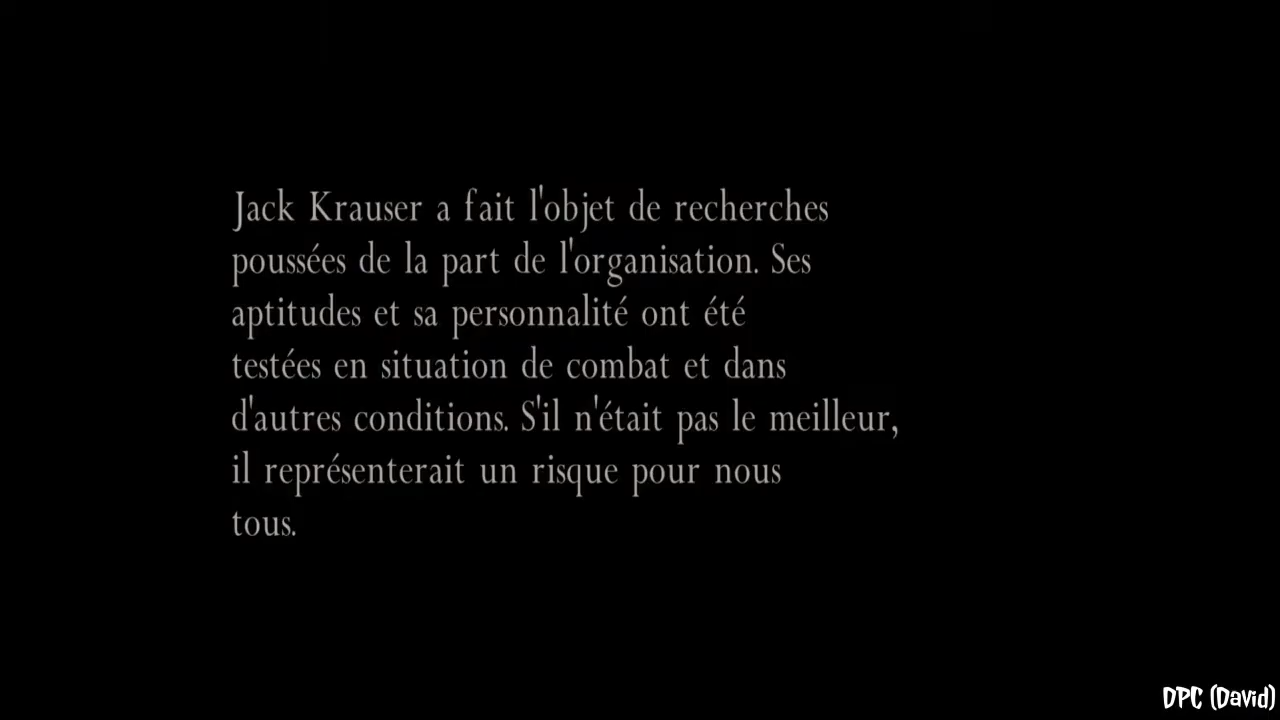 Jack Krauser a fait l'objet de recherches
poussées de la part de l'organisation. Ses
aptitudes et sa personnalité ont été
testées en situation de combat et dans
d'autres conditions. S'il n'était pas le meilleur,
il représenterait un risque pour nous
tous.
DPC (David)